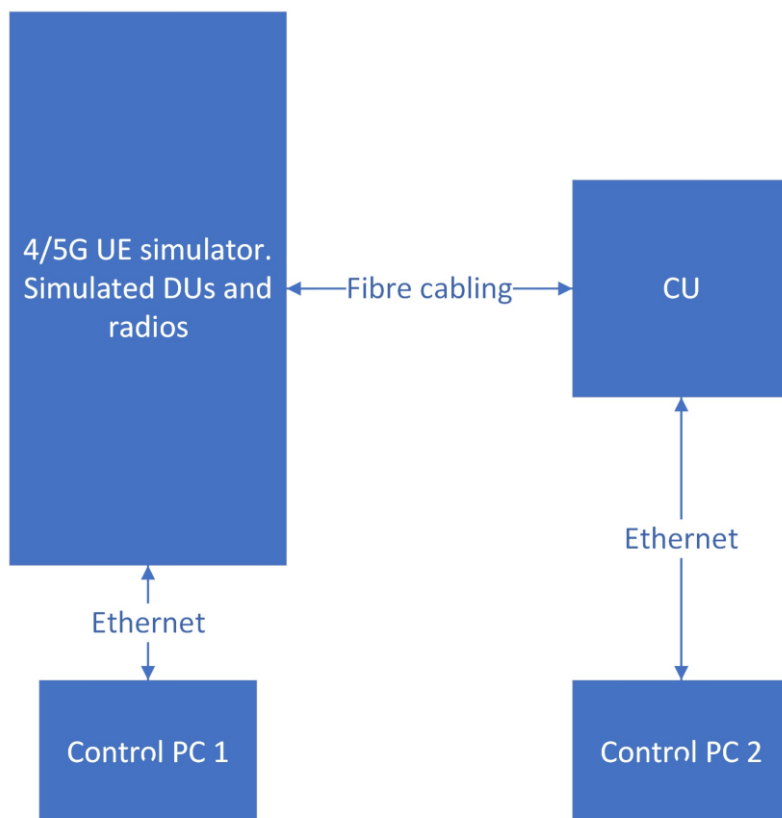 4/5G UE simulator.
Simulated DUs and
radios
Fibre cabling
CU
Ethernet
Ethernet
Control PC 1
Control PC 2